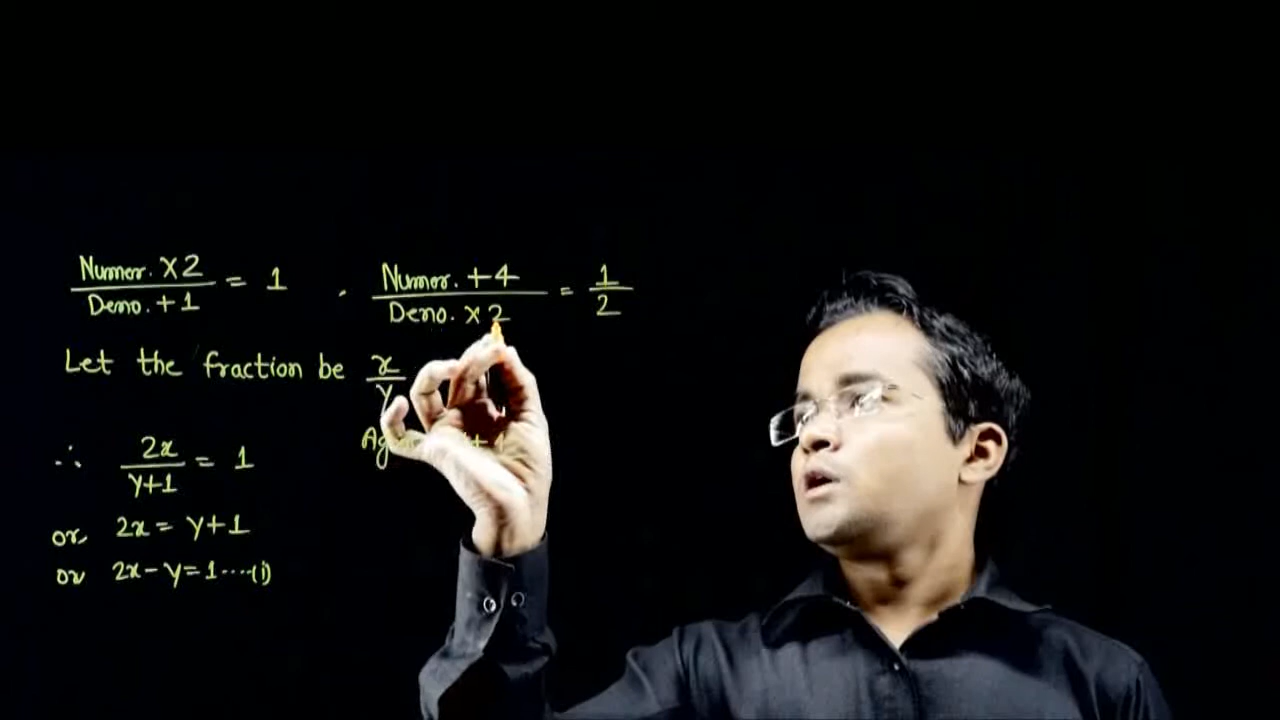 Numer. ×2 / Deno. +1 = 1 . Numer. +4 / Deno. × 2 = 1/2
Let the fraction be x/y
∴ 2x / y+1 = 1
or, 2x = y+1
or 2x - y = 1 ....(i)